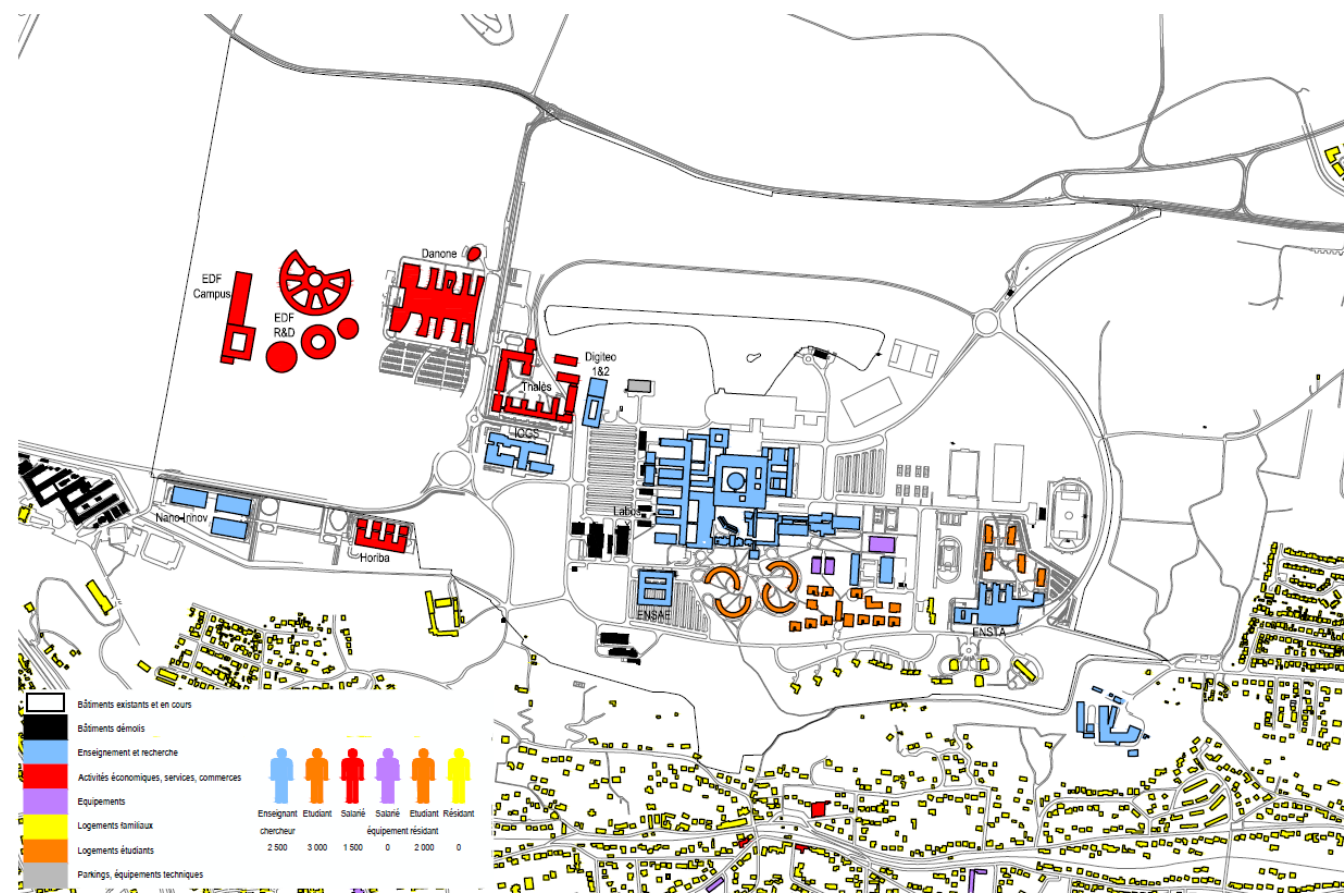 Danone
EDF
Campus
EDF
R&D
Digiteo
1&2
Thalès
IOGS
Nano-Innov
Labos
X
Horiba
ENSAE
ENSTA
Bâtiments existants et en cours
Bâtiments démolis
Enseignement et recherche
Activités économiques, services, commerces
Equipements
Logements familiaux
Logements étudiants
Parkings, équipements techniques
Enseignant Etudiant Salarié Salarié Etudiant Résidant
chercheur équipement résidant
2 500 3 000 1 500 0 2 000 0